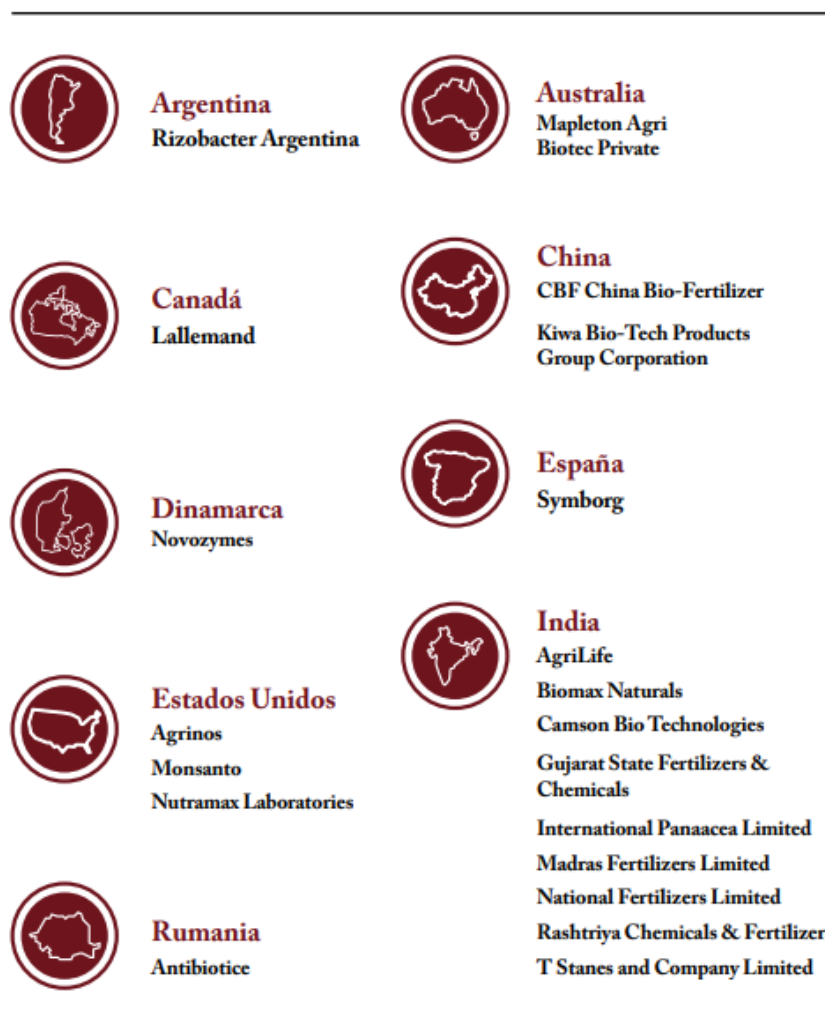 Argentina
Rizobacter Argentina
Canadá
Lallemand
Dinamarca
Novozymes
Estados Unidos
Agrinos
Monsanto
Nutramax Laboratories
Rumania
Antibiotice
Australia
Mapleton Agri
Biotec Private
China
CBF China Bio-Fertilizer
Kiwa Bio-Tech Products
Group Corporation
España
Symborg
India
AgriLife
Biomax Naturals
Camson Bio Technologies
Gujarat State Fertilizers &
Chemicals
International Panaacea Limited
Madras Fertilizers Limited
National Fertilizers Limited
Rashtriya Chemicals & Fertilizer
T Stanes and Company Limited